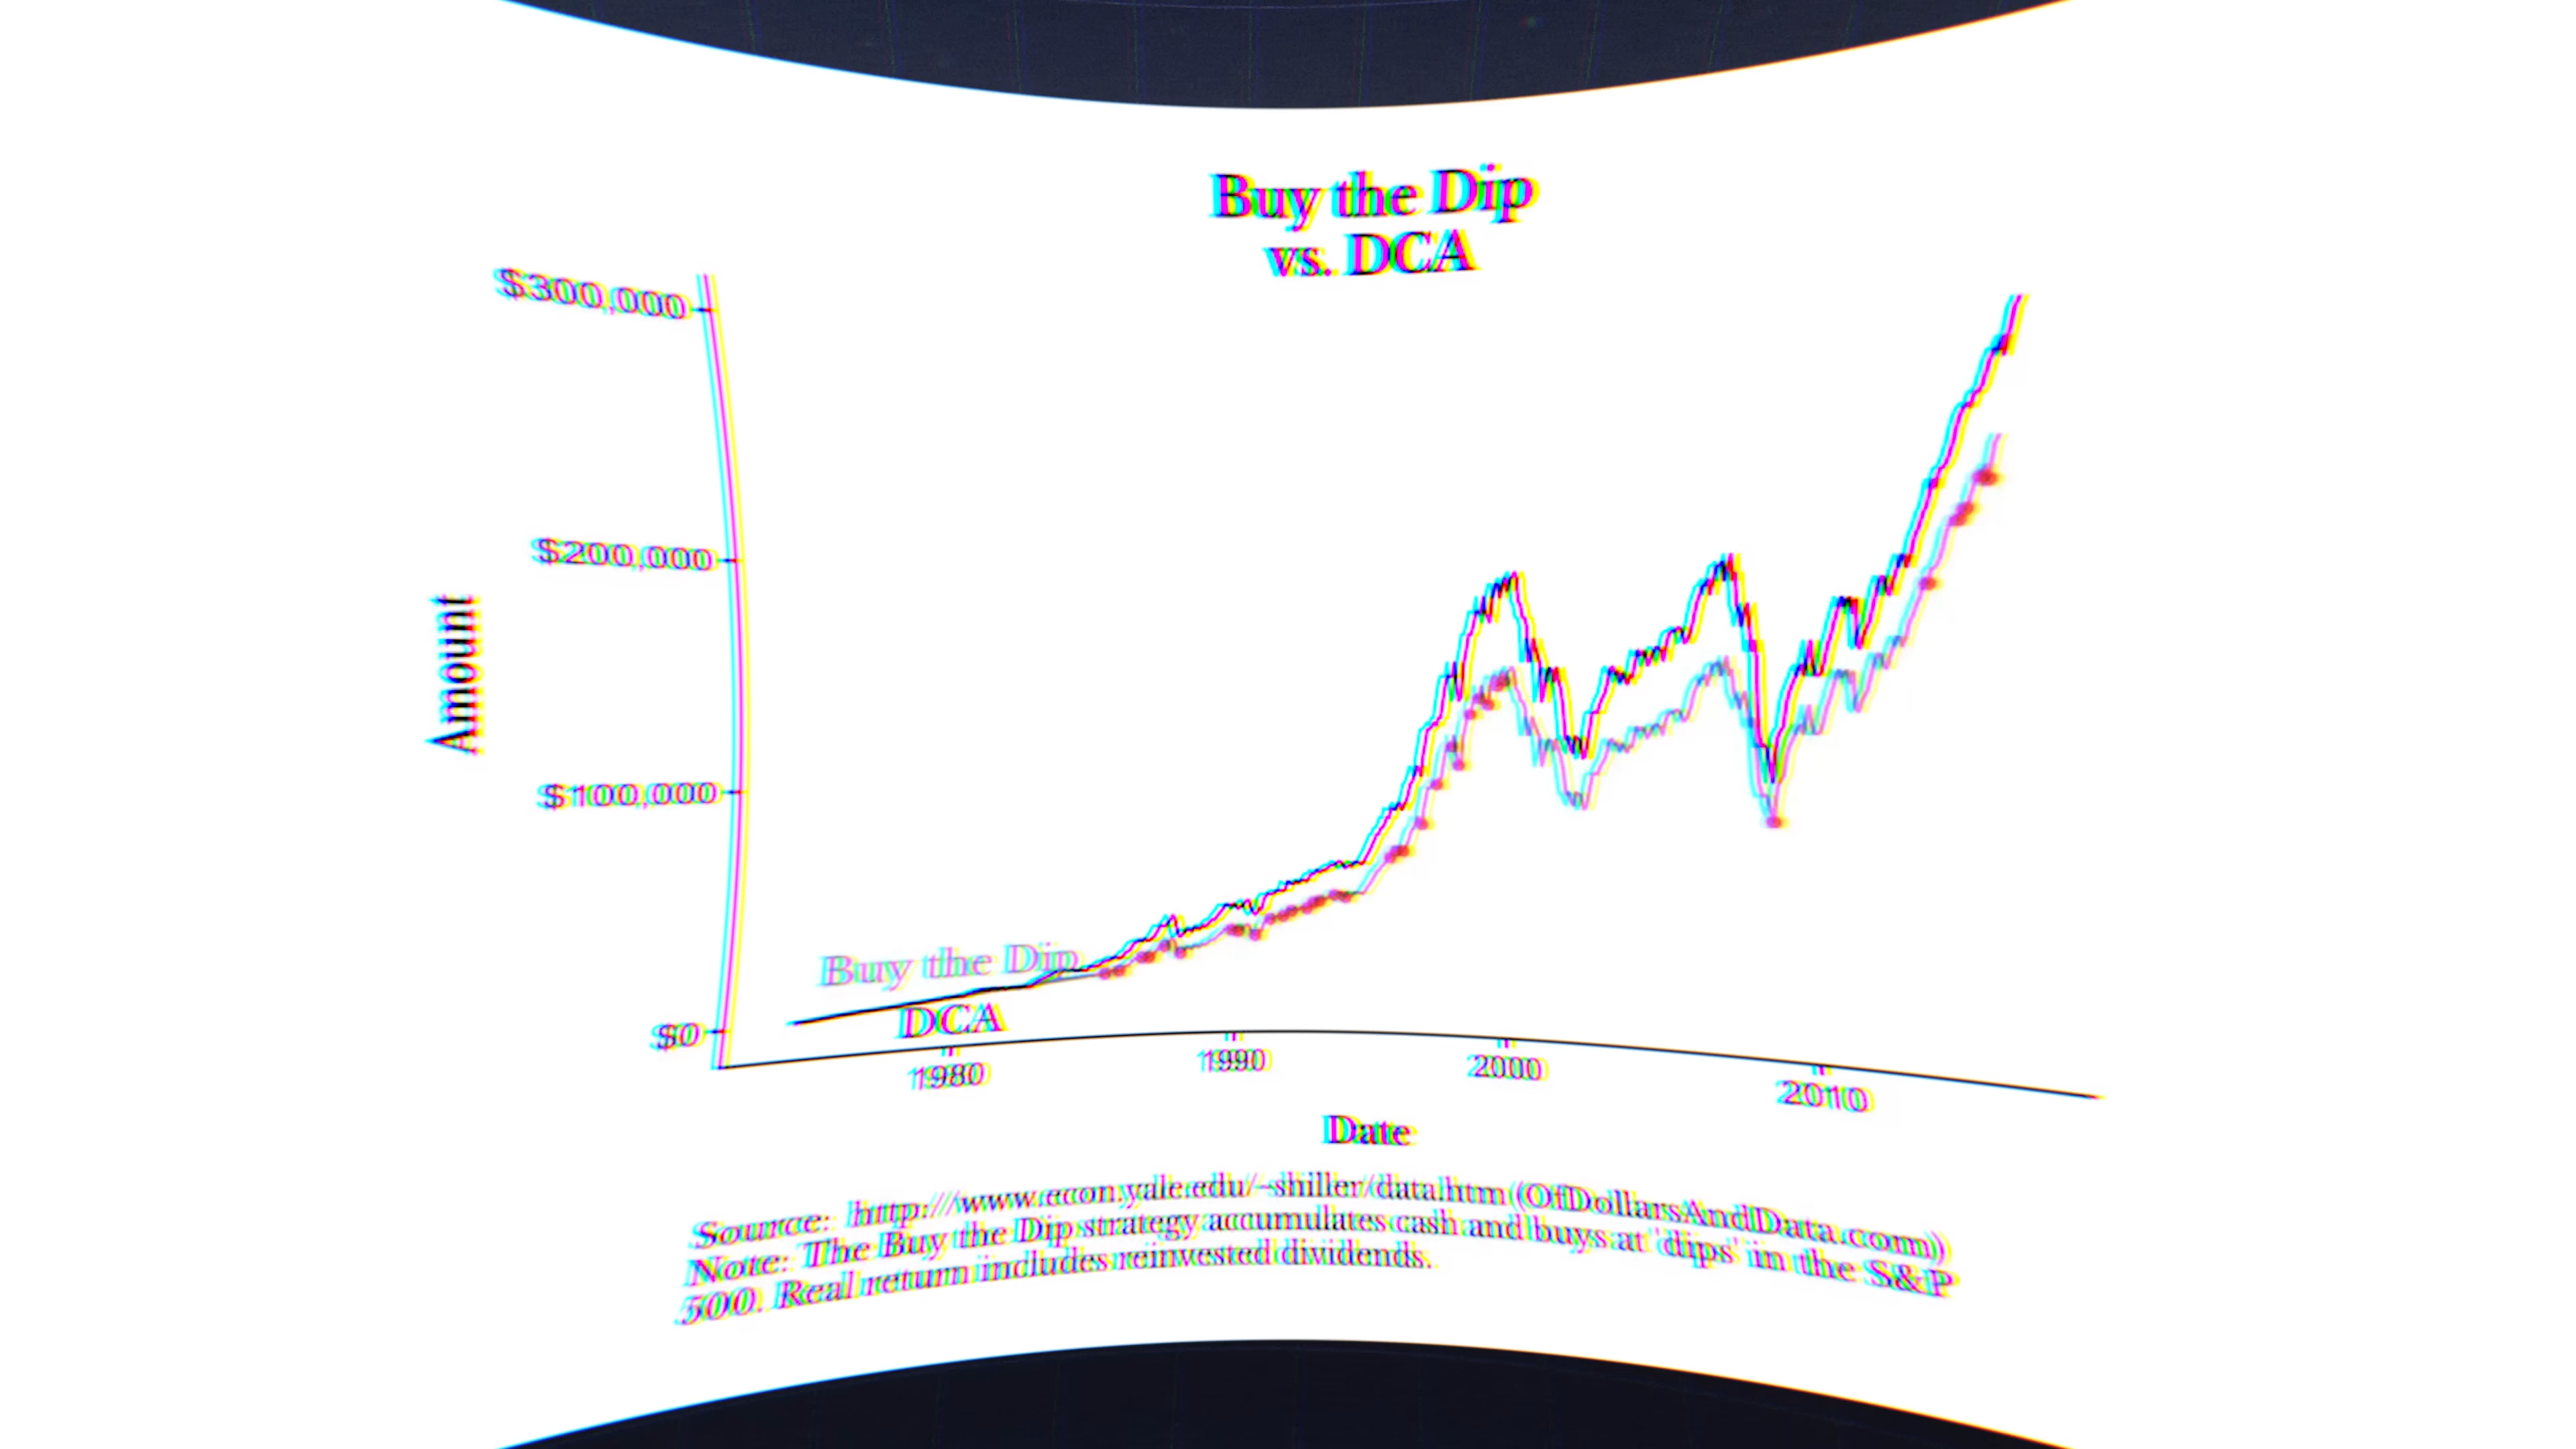 Buy the Dip
vs. DCA
$300,000
$200,000
$100,000
$0
Amount
Buy the Dip
DCA
1980
1990
2000
2010
Date
Source: http://www.econ.yale.edu/~shiller/data.htm (OfDollarsAndData.com)
Note: The Buy the Dip strategy accumulates cash and buys at 'dips' in the S&P
500. Real return includes reinvested dividends.